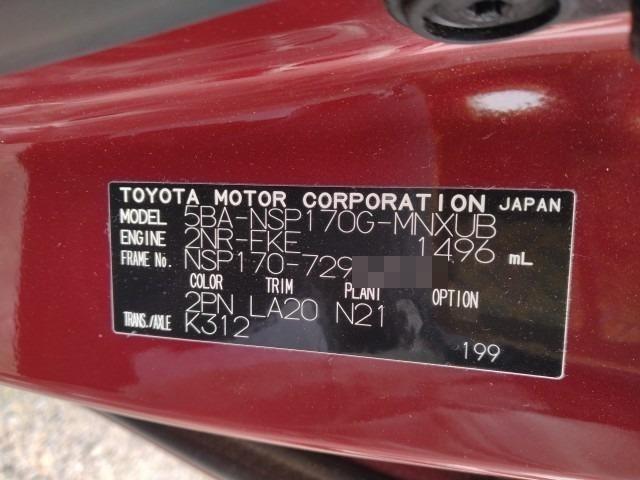 TOYOTA MOTOR CORPORATION JAPAN
MODEL 5BA-NSP170G-MNXUB
ENGINE 2NR-FKE 1496 mL
FRAME No. NSP170-729
COLOR TRIM PLANT OPTION
2PN LA20 N21
TRANS./AXLE K312
199